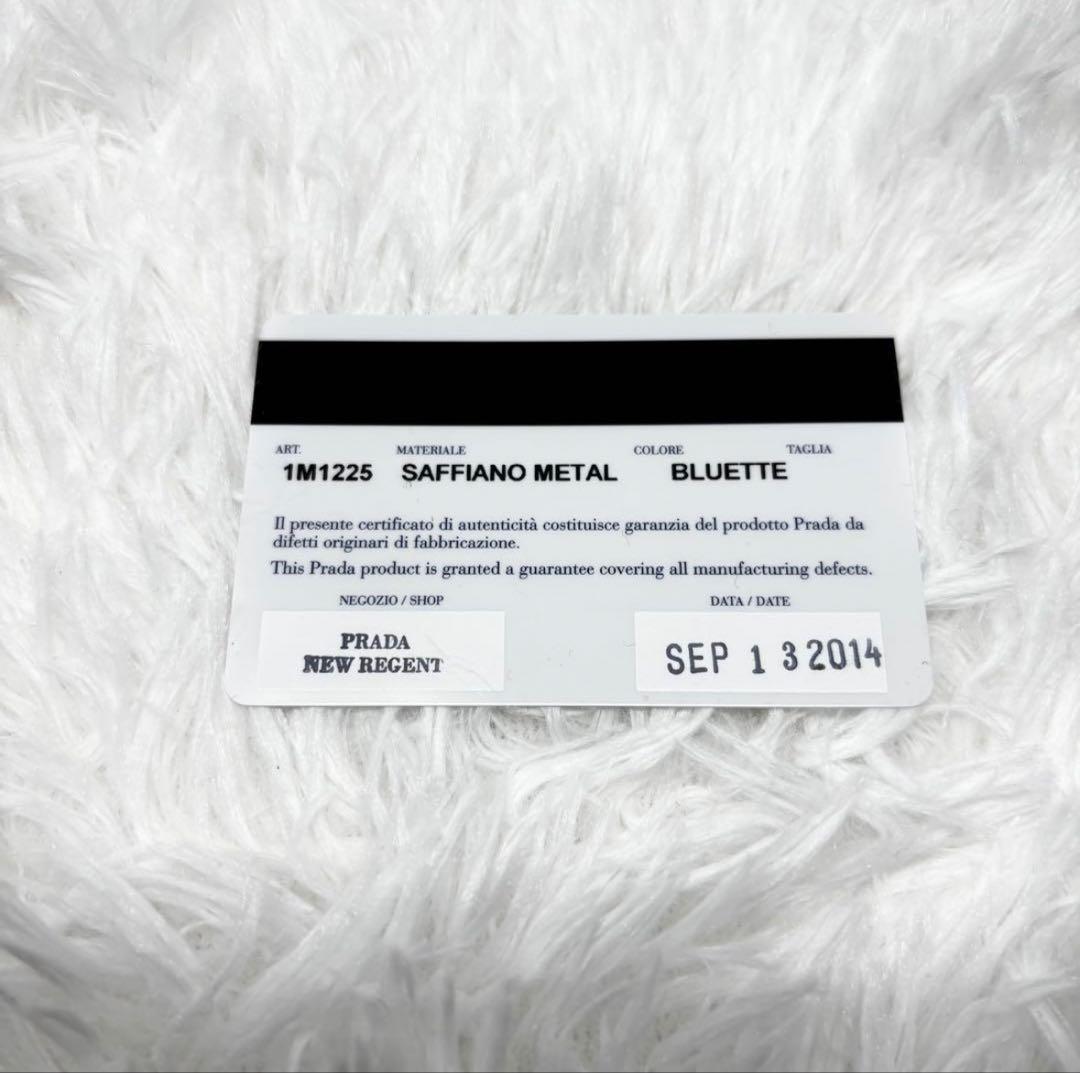 ART. MATERIALE COLORE TAGLIA
1M1225 SAFFIANO METAL BLUETTE
Il presente certificato di autenticità costituisce garanzia del prodotto Prada da
difetti originari di fabbricazione.
This Prada product is granted a guarantee covering all manufacturing defects.
NEGOZIO / SHOP DATA / DATE
PRADA
NEW REGENT
SEP 13 2014